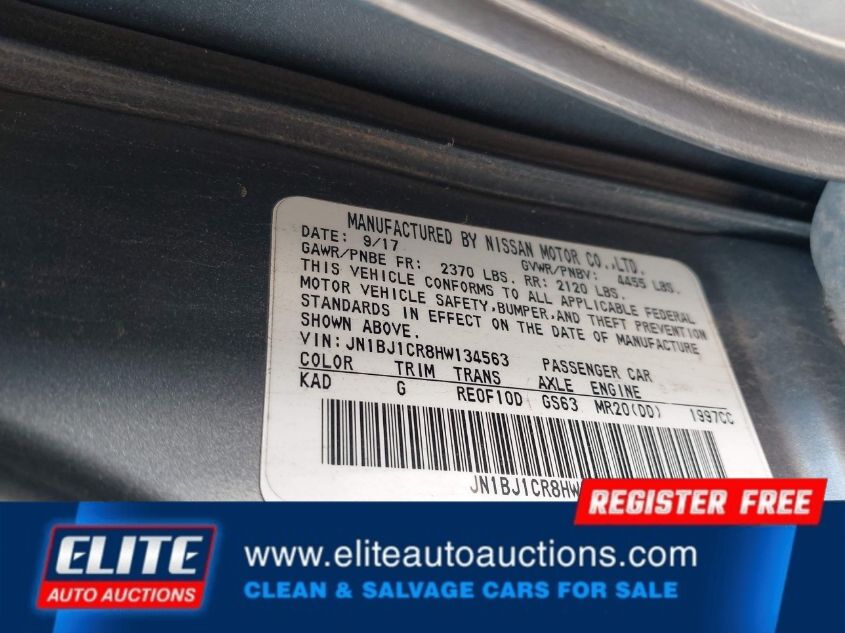 MANUFACTURED BY NISSAN MOTOR CO.,LTD.
DATE: 9/17 GVWR/PNBV: 4455 LBS.
GAWR/PNBE FR: 2370 LBS. RR: 2120 LBS.
THIS VEHICLE CONFORMS TO ALL APPLICABLE FEDERAL
MOTOR VEHICLE SAFETY,BUMPER,AND THEFT PREVENTION
STANDARDS IN EFFECT ON THE DATE OF MANUFACTURE
SHOWN ABOVE.
VIN:JN1BJ1CR8HW134563 PASSENGER CAR
COLOR TRIM TRANS AXLE ENGINE
KAD G RE0F10D GS63 MR20(DD) 1997CC
JN1BJ1CR8HW
REGISTER FREE
ELITE
AUTO AUCTIONS
www.eliteautoauctions.com
CLEAN & SALVAGE CARS FOR SALE